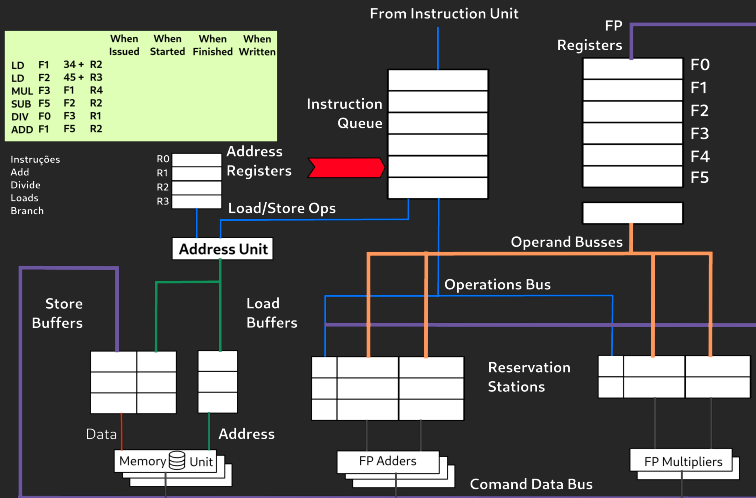 From Instruction Unit
When When When When
Issued Started Finished Written
LD F1 34 + R2
LD F2 45 + R3
MUL F3 F1 R4
SUB F5 F2 R2
DIV F0 F3 R1
ADD F1 F5 R2
FP
Registers
F0
F1
F2
F3
F4
F5
Instruction
Queue
Instruções
Add
Divide
Loads
Branch
R0
R1
R2
R3
Address
Registers
Load/Store Ops
Address Unit
Operand Busses
Operations Bus
Store
Buffers
Load
Buffers
Reservation
Stations
Data
Address
Memory Unit
FP Adders
FP Multipliers
Comand Data Bus